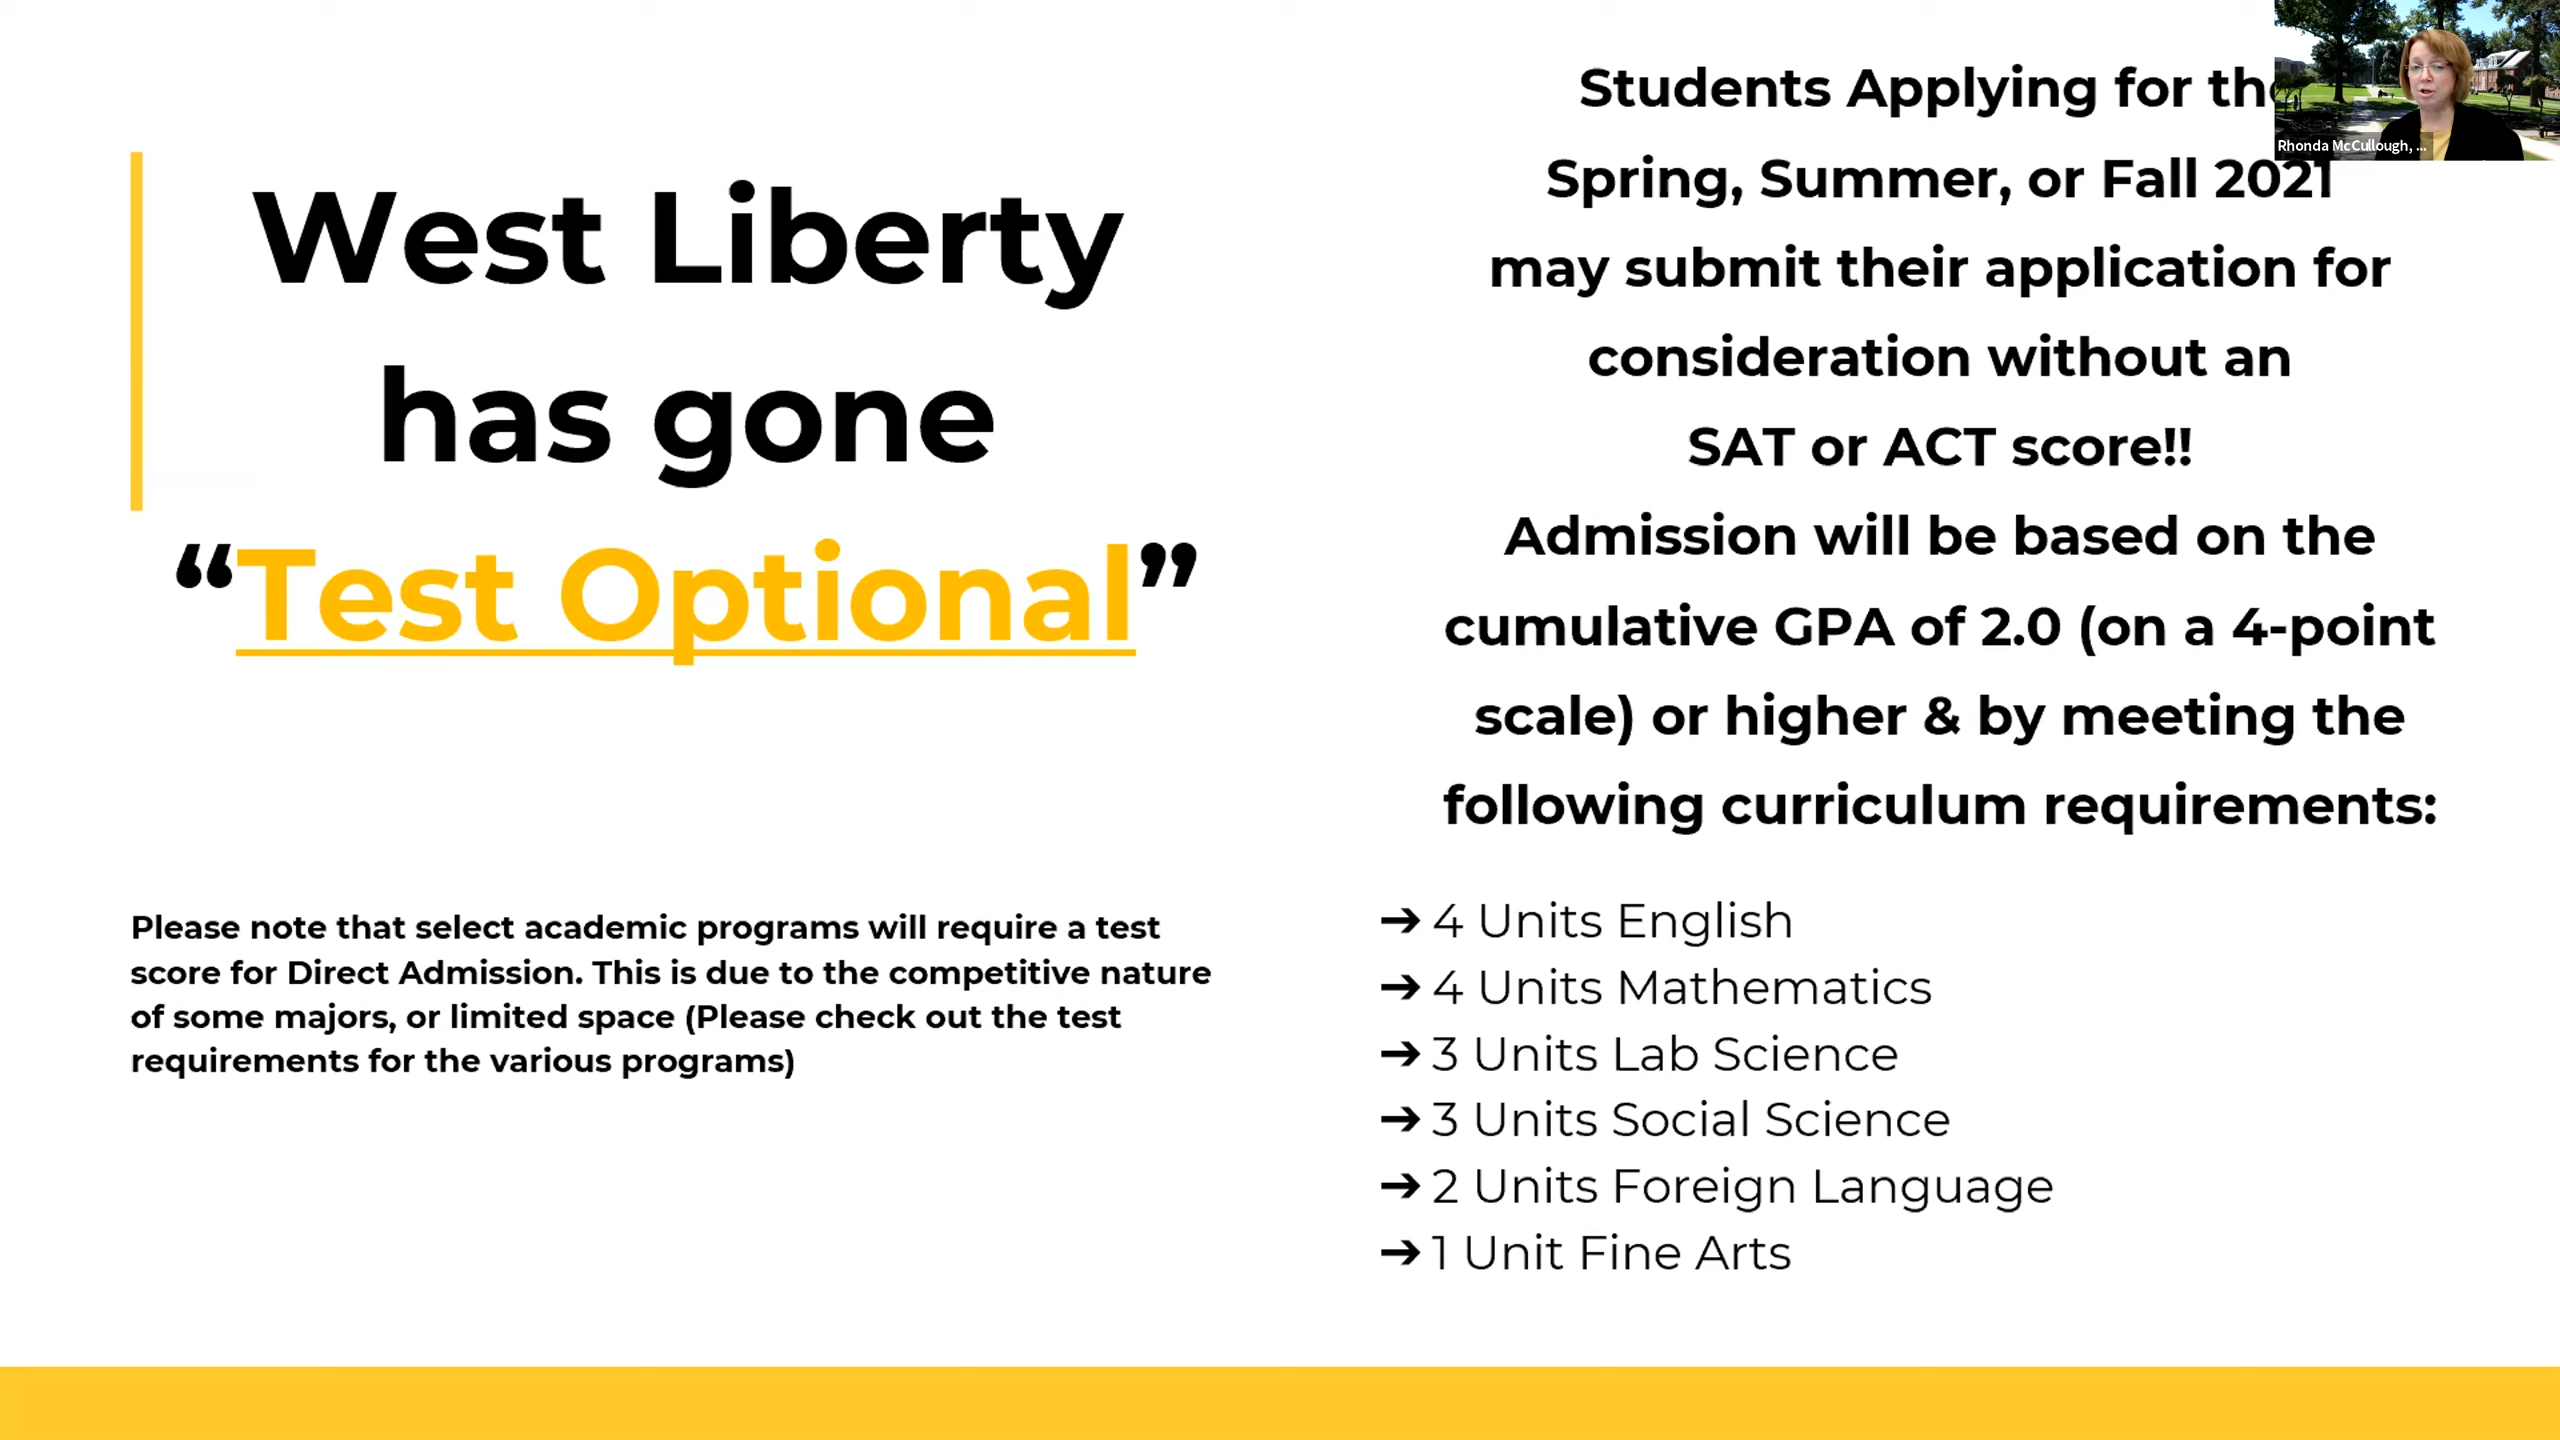 West Liberty
has gone
“Test Optional”
Please note that select academic programs will require a test
score for Direct Admission. This is due to the competitive nature
of some majors, or limited space (Please check out the test
requirements for the various programs)
Students Applying for the
Spring, Summer, or Fall 2021
may submit their application for
consideration without an
SAT or ACT score!!
Admission will be based on the
cumulative GPA of 2.0 (on a 4-point
scale) or higher & by meeting the
following curriculum requirements:
➔ 4 Units English
➔ 4 Units Mathematics
➔ 3 Units Lab Science
➔ 3 Units Social Science
➔ 2 Units Foreign Language
➔ 1 Unit Fine Arts
Rhonda McCullough, ...